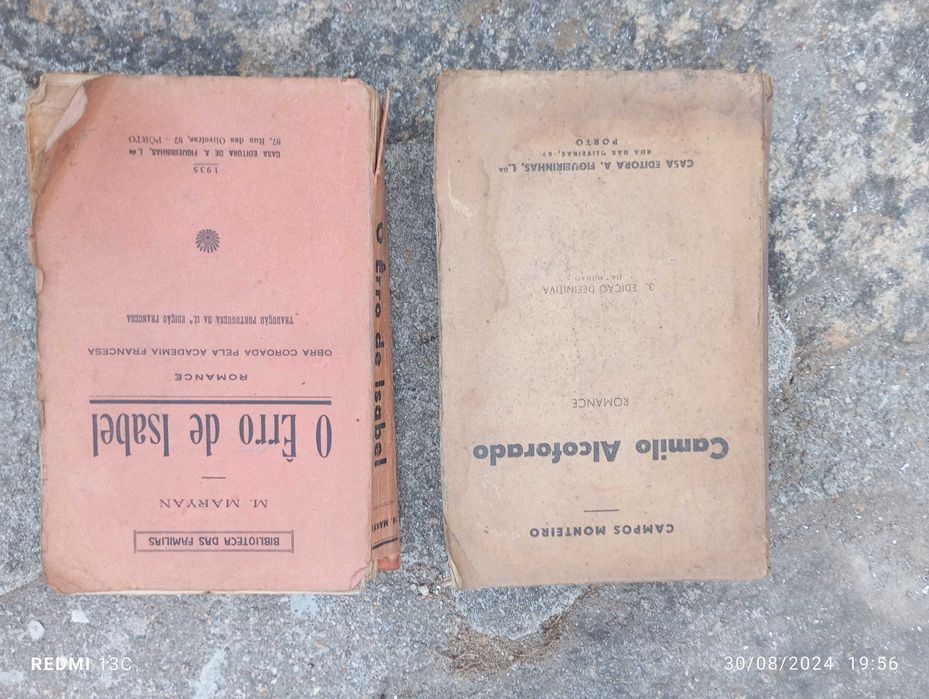 BIBLIOTECA DAS FAMILIAS
M. MARYAN
O Êrro de Isabel
ROMANCE
OBRA COROADA PELA ACADEMIA FRANCESA
TRADUÇÃO PORTUGUESA DA 12.ª EDIÇÃO FRANCESA
1935
CASA EDITORA DE A. FIGUEIRINHAS, L.da
87, Rua das Oliveiras, 87 — PORTO
M. MARY
O Êrro de Isabel
CAMPOS MONTEIRO
Camilo Alcoforado
ROMANCE
3.ª EDIÇÃO DEFINITIVA
CASA EDITORA A. FIGUEIRINHAS, L.DA
RUA DAS OLIVEIRAS, 87
PORTO
REDMI 13C
30/08/2024 19:56